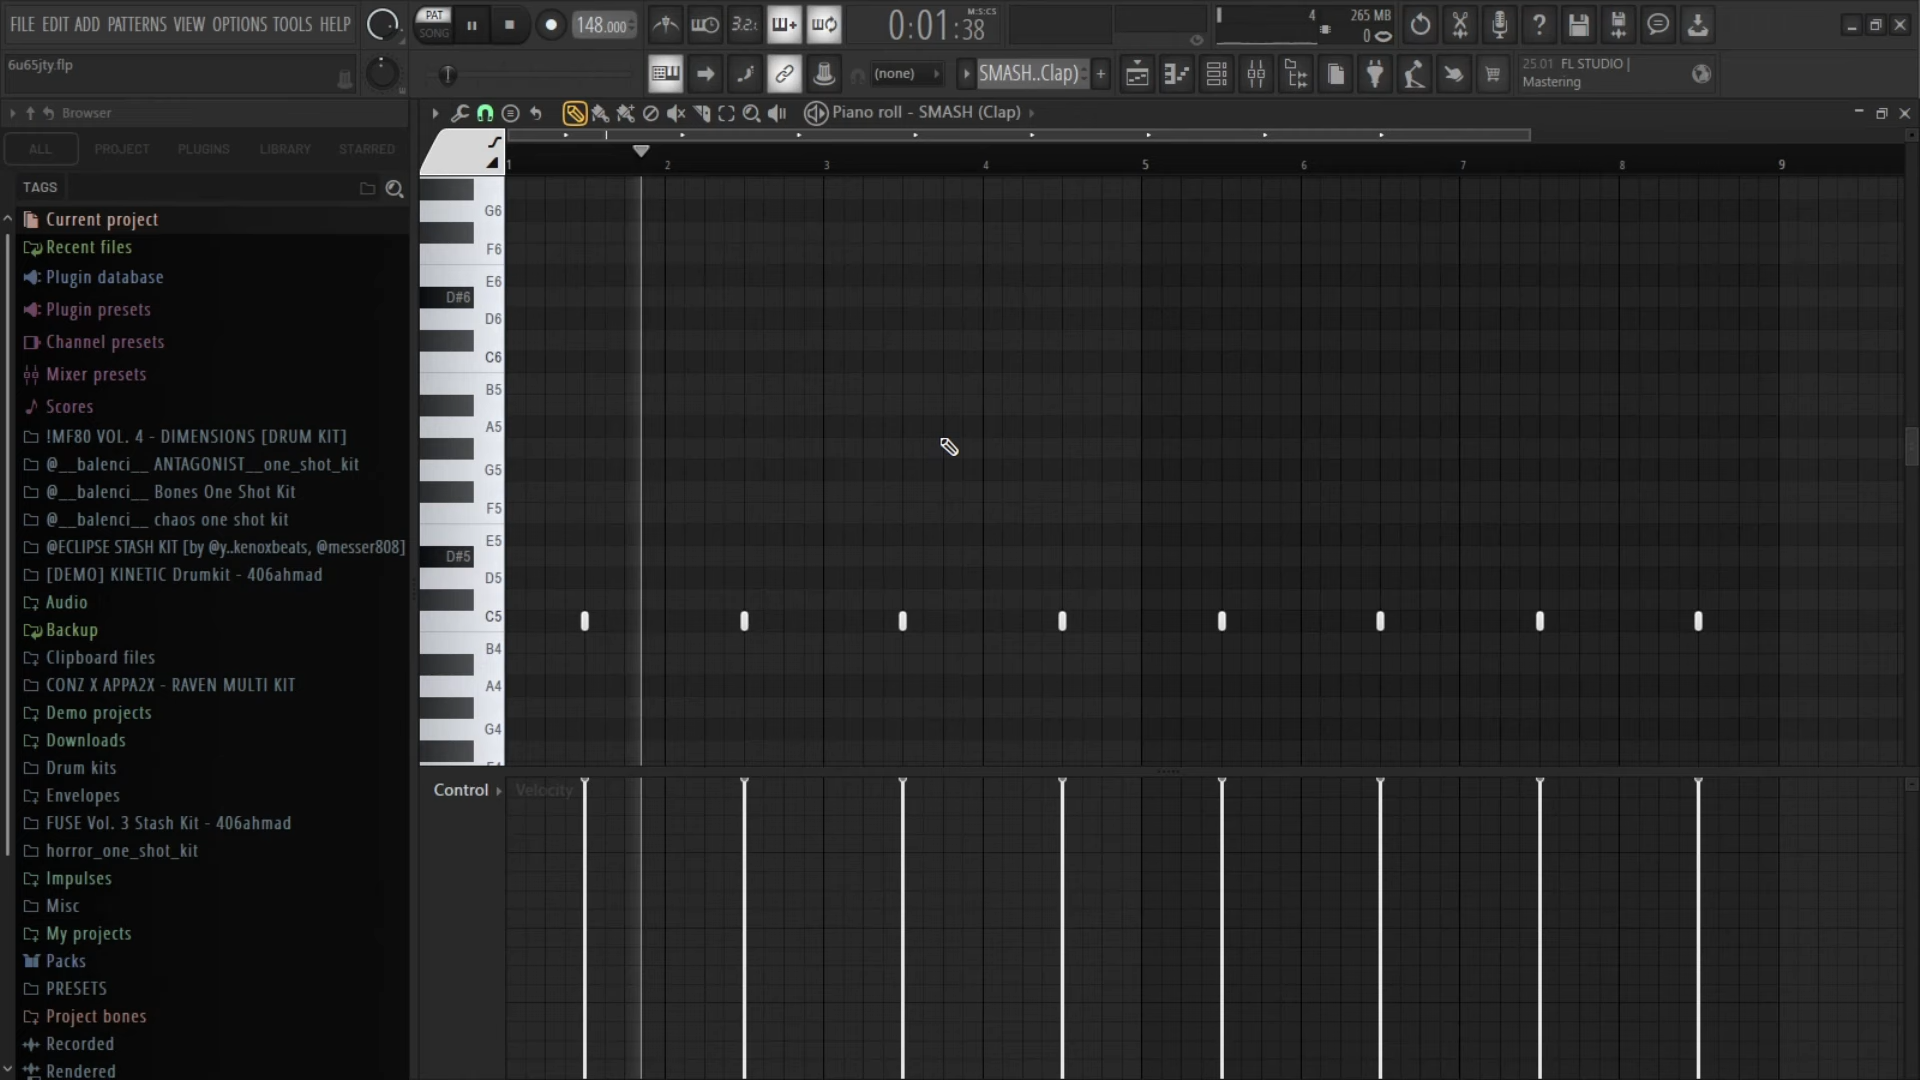 FILE EDIT ADD PATTERNS VIEW OPTIONS TOOLS HELP
PAT
SONG
148.000
3.2.
0:01:38
M:S:CS
4
265 MB
0
6u65jty.flp
(none)
SMASH..Clap)
25.01 FL STUDIO |
Mastering
Browser
Piano roll - SMASH (Clap)
ALL
PROJECT
PLUGINS
LIBRARY
STARRED
TAGS
Current project
Recent files
Plugin database
Plugin presets
Channel presets
Mixer presets
Scores
!MF80 VOL. 4 - DIMENSIONS [DRUM KIT]
@__balenci__ ANTAGONIST__one_shot_kit
@__balenci__ Bones One Shot Kit
@__balenci__ chaos one shot kit
@ECLIPSE STASH KIT [by @y..kenoxbeats, @messer808]
[DEMO] KINETIC Drumkit - 406ahmad
Audio
Backup
Clipboard files
CONZ X APPA2X - RAVEN MULTI KIT
Demo projects
Downloads
Drum kits
Envelopes
FUSE Vol. 3 Stash Kit - 406ahmad
horror_one_shot_kit
Impulses
Misc
My projects
Packs
PRESETS
Project bones
Recorded
Rendered
1
2
3
4
5
6
7
8
9
G6
F6
E6
D#6
D6
C6
B5
A5
G5
F5
E5
D#5
D5
C5
B4
A4
G4
Control
Velocity